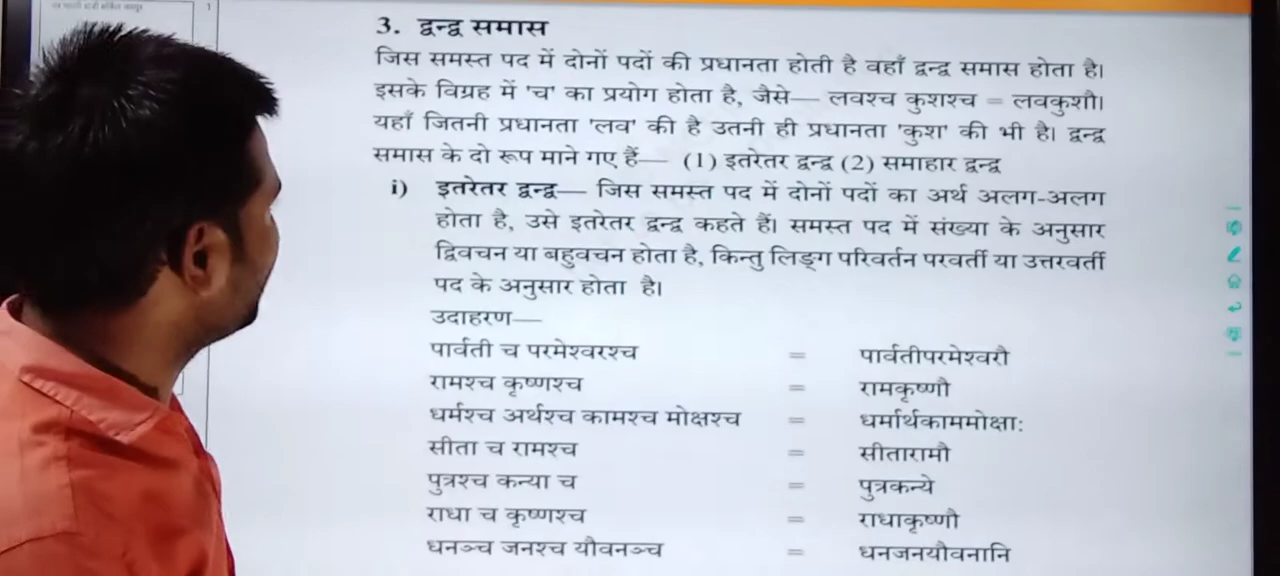 1
3. द्वन्द्व समास
जिस समस्त पद में दोनों पदों की प्रधानता होती है वहाँ द्वन्द्व समास होता है।
इसके विग्रह में 'च' का प्रयोग होता है, जैसे— लवश्च कुशश्च = लवकुशौ।
यहाँ जितनी प्रधानता 'लव' की है उतनी ही प्रधानता 'कुश' की भी है। द्वन्द्व
समास के दो रूप माने गए हैं— (1) इतरेतर द्वन्द्व (2) समाहार द्वन्द्व
i) इतरेतर द्वन्द्व— जिस समस्त पद में दोनों पदों का अर्थ अलग-अलग
होता है, उसे इतरेतर द्वन्द्व कहते हैं। समस्त पद में संख्या के अनुसार
द्विवचन या बहुवचन होता है, किन्तु लिङ्ग परिवर्तन परवर्ती या उत्तरवर्ती
पद के अनुसार होता है।
उदाहरण—
पार्वती च परमेश्वरश्च = पार्वतीपरमेश्वरौ
रामश्च कृष्णश्च = रामकृष्णौ
धर्मश्च अर्थश्च कामश्च मोक्षश्च = धर्मार्थकाममोक्षा:
सीता च रामश्च = सीतारामौ
पुत्रश्च कन्या च = पुत्रकन्ये
राधा च कृष्णश्च = राधाकृष्णौ
धनञ्च जनश्च यौवनञ्च = धनजनयौवनानि